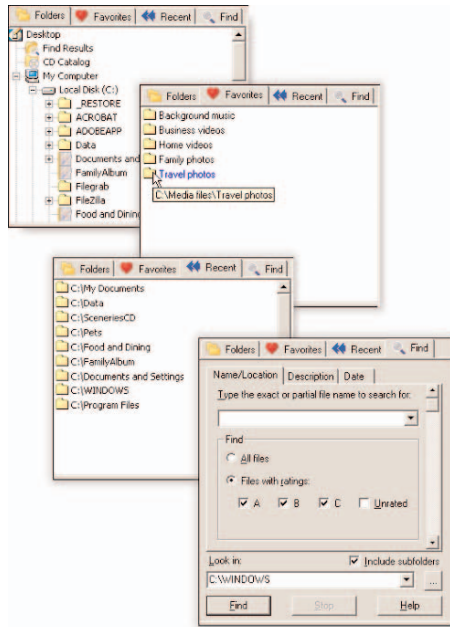 Folders Favorites Recent Find
Desktop
Find Results
CD Catalog
My Computer
Local Disk (C:)
_RESTORE
ACROBAT
ADOBEAPP
Data
Documents and
FamilyAlbum
Filegrab
FileZilla
Food and Dining
Folders Favorites Recent Find
Background music
Business videos
Home videos
Family photos
Travel photos
C:\Media files\Travel photos
Folders Favorites Recent Find
C:\My Documents
C:\Data
C:\SceneriesCD
C:\Pets
C:\Food and Dining
C:\FamilyAlbum
C:\Documents and Settings
C:\WINDOWS
C:\Program Files
Folders Favorites Recent Find
Name/Location Description Date
Type the exact or partial file name to search for:
Find
All files
Files with ratings:
A B C Unrated
Look in: Include subfolders
C:\WINDOWS ...
Find Stop Help